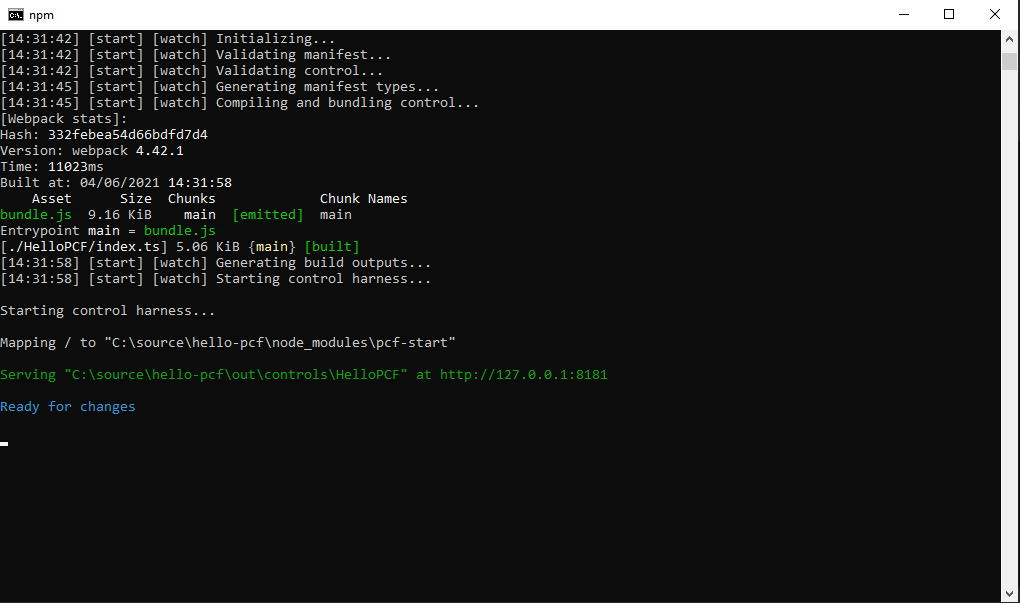 npm
[14:31:42] [start] [watch] Initializing...
[14:31:42] [start] [watch] Validating manifest...
[14:31:42] [start] [watch] Validating control...
[14:31:45] [start] [watch] Generating manifest types...
[14:31:45] [start] [watch] Compiling and bundling control...
[Webpack stats]:
Hash: 332febea54d66bdfd7d4
Version: webpack 4.42.1
Time: 11023ms
Built at: 04/06/2021 14:31:58
    Asset      Size  Chunks             Chunk Names
bundle.js  9.16 KiB    main  [emitted]  main
Entrypoint main = bundle.js
[./HelloPCF/index.ts] 5.06 KiB {main} [built]
[14:31:58] [start] [watch] Generating build outputs...
[14:31:58] [start] [watch] Starting control harness...
Starting control harness...
Mapping / to "C:\source\hello-pcf\node_modules\pcf-start"
Serving "C:\source\hello-pcf\out\controls\HelloPCF" at http://127.0.0.1:8181
Ready for changes